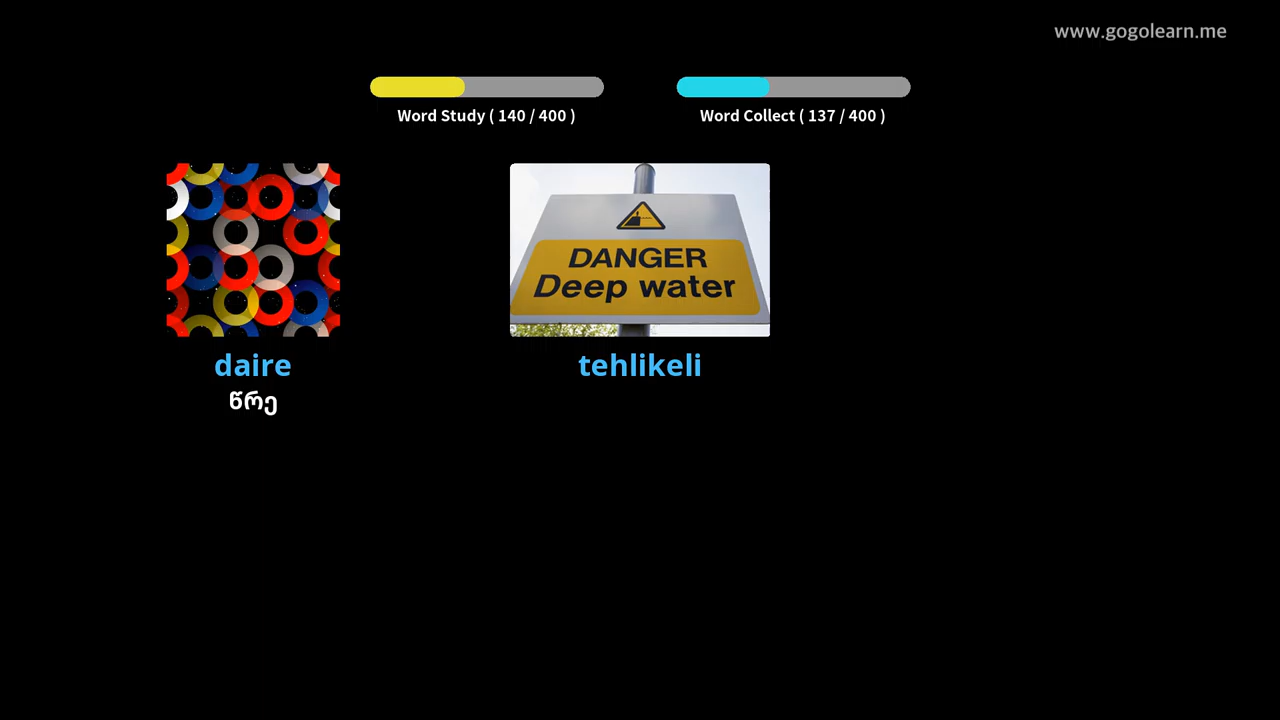 www.gogolearn.me
Word Study ( 140 / 400 )
Word Collect ( 137 / 400 )
DANGER
Deep water
daire
წრე
tehlikeli